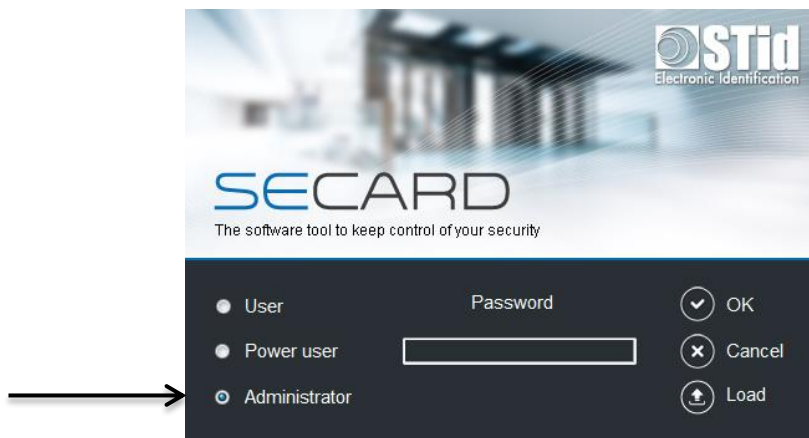 STid
Electronic Identification
SECARD
The software tool to keep control of your security
User
Password
OK
Power user
Cancel
Administrator
Load